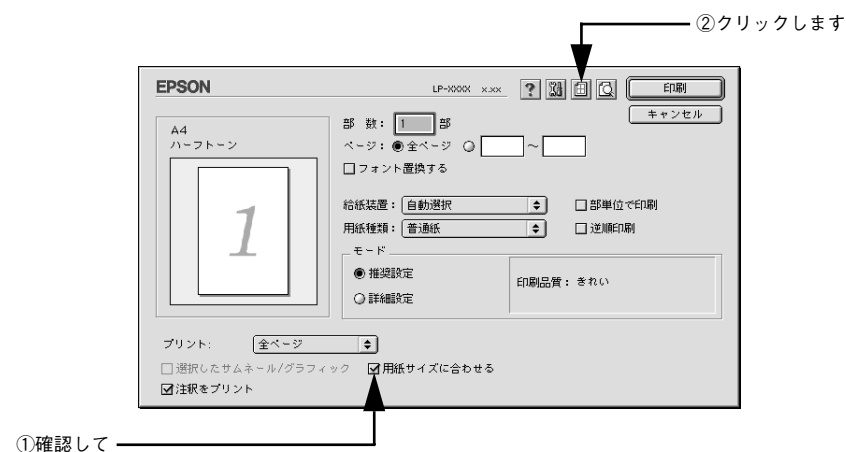 ②クリックします
EPSON
LP-XXXX x.xx
?
印刷
キャンセル
A4
ハーフトーン
1
部 数： 1 部
ページ： 全ページ ～
フォント置換する
給紙装置： 自動選択
部単位で印刷
用紙種類： 普通紙
逆順印刷
モード
推奨設定
詳細設定
印刷品質： きれい
プリント: 全ページ
選択したサムネール/グラフィック
用紙サイズに合わせる
注釈をプリント
①確認して